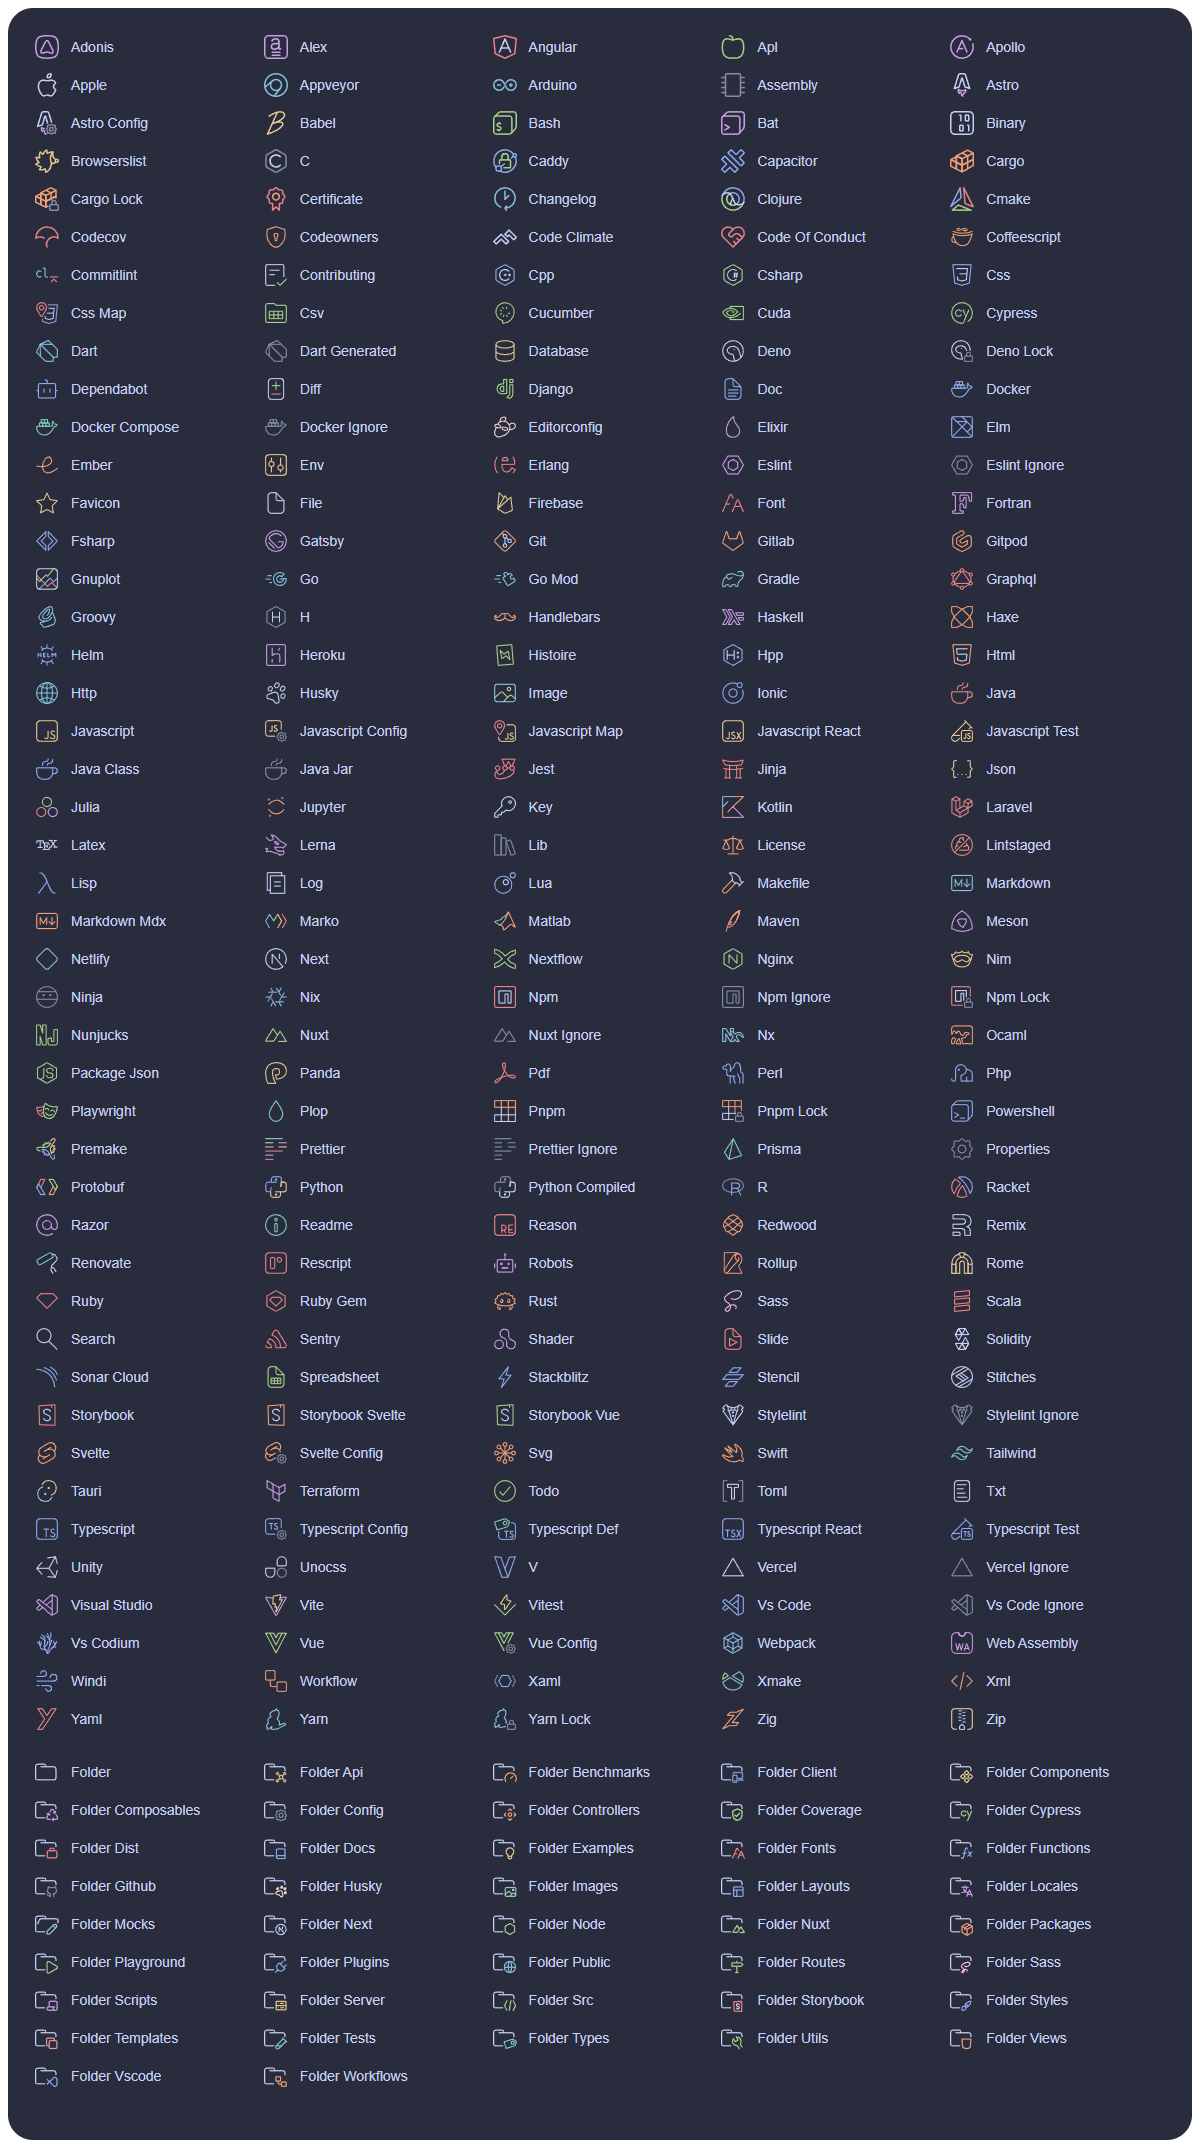 Adonis Alex Angular Apl Apollo
Apple Appveyor Arduino Assembly Astro
Astro Config Babel Bash Bat Binary
Browserslist C Caddy Capacitor Cargo
Cargo Lock Certificate Changelog Clojure Cmake
Codecov Codeowners Code Climate Code Of Conduct Coffeescript
Commitlint Contributing Cpp Csharp Css
Css Map Csv Cucumber Cuda Cypress
Dart Dart Generated Database Deno Deno Lock
Dependabot Diff Django Doc Docker
Docker Compose Docker Ignore Editorconfig Elixir Elm
Ember Env Erlang Eslint Eslint Ignore
Favicon File Firebase Font Fortran
Fsharp Gatsby Git Gitlab Gitpod
Gnuplot Go Go Mod Gradle Graphql
Groovy H Handlebars Haskell Haxe
Helm Heroku Histoire Hpp Html
Http Husky Image Ionic Java
Javascript Javascript Config Javascript Map Javascript React Javascript Test
Java Class Java Jar Jest Jinja Json
Julia Jupyter Key Kotlin Laravel
Latex Lerna Lib License Lintstaged
Lisp Log Lua Makefile Markdown
Markdown Mdx Marko Matlab Maven Meson
Netlify Next Nextflow Nginx Nim
Ninja Nix Npm Npm Ignore Npm Lock
Nunjucks Nuxt Nuxt Ignore Nx Ocaml
Package Json Panda Pdf Perl Php
Playwright Plop Pnpm Pnpm Lock Powershell
Premake Prettier Prettier Ignore Prisma Properties
Protobuf Python Python Compiled R Racket
Razor Readme Reason Redwood Remix
Renovate Rescript Robots Rollup Rome
Ruby Ruby Gem Rust Sass Scala
Search Sentry Shader Slide Solidity
Sonar Cloud Spreadsheet Stackblitz Stencil Stitches
Storybook Storybook Svelte Storybook Vue Stylelint Stylelint Ignore
Svelte Svelte Config Svg Swift Tailwind
Tauri Terraform Todo Toml Txt
Typescript Typescript Config Typescript Def Typescript React Typescript Test
Unity Unocss V Vercel Vercel Ignore
Visual Studio Vite Vitest Vs Code Vs Code Ignore
Vs Codium Vue Vue Config Webpack Web Assembly
Windi Workflow Xaml Xmake Xml
Yaml Yarn Yarn Lock Zig Zip
Folder Folder Api Folder Benchmarks Folder Client Folder Components
Folder Composables Folder Config Folder Controllers Folder Coverage Folder Cypress
Folder Dist Folder Docs Folder Examples Folder Fonts Folder Functions
Folder Github Folder Husky Folder Images Folder Layouts Folder Locales
Folder Mocks Folder Next Folder Node Folder Nuxt Folder Packages
Folder Playground Folder Plugins Folder Public Folder Routes Folder Sass
Folder Scripts Folder Server Folder Src Folder Storybook Folder Styles
Folder Templates Folder Tests Folder Types Folder Utils Folder Views
Folder Vscode Folder Workflows